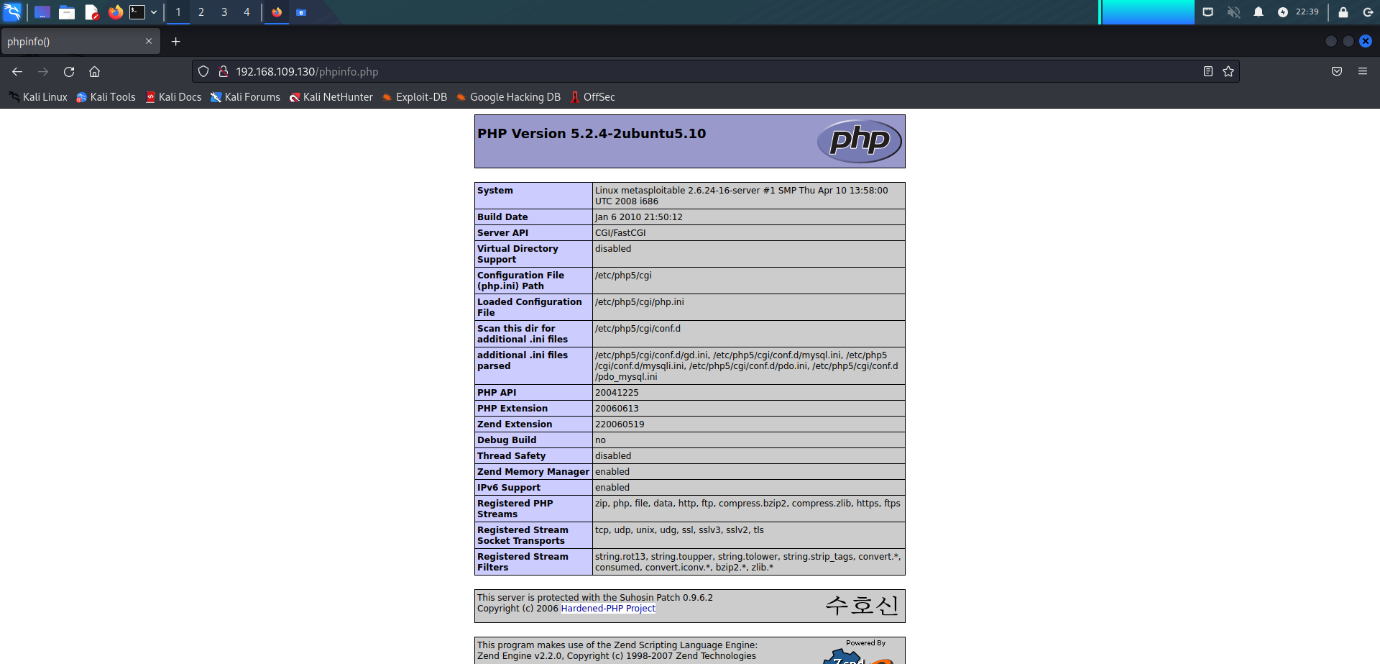 1 2 3 4 22:39
phpinfo()
192.168.109.130/phpinfo.php
Kali Linux Kali Tools Kali Docs Kali Forums Kali NetHunter Exploit-DB Google Hacking DB OffSec
PHP Version 5.2.4-2ubuntu5.10
php
System Linux metasploitable 2.6.24-16-server #1 SMP Thu Apr 10 13:58:00
UTC 2008 i686
Build Date Jan 6 2010 21:50:12
Server API CGI/FastCGI
Virtual Directory disabled
Support
Configuration File /etc/php5/cgi
(php.ini) Path
Loaded Configuration /etc/php5/cgi/php.ini
File
Scan this dir for /etc/php5/cgi/conf.d
additional .ini files
additional .ini files /etc/php5/cgi/conf.d/gd.ini, /etc/php5/cgi/conf.d/mysql.ini, /etc/php5
parsed /cgi/conf.d/mysqli.ini, /etc/php5/cgi/conf.d/pdo.ini, /etc/php5/cgi/conf.d
/pdo_mysql.ini
PHP API 20041225
PHP Extension 20060613
Zend Extension 220060519
Debug Build no
Thread Safety disabled
Zend Memory Manager enabled
IPv6 Support enabled
Registered PHP zip, php, file, data, http, ftp, compress.bzip2, compress.zlib, https, ftps
Streams
Registered Stream tcp, udp, unix, udg, ssl, sslv3, sslv2, tls
Socket Transports
Registered Stream string.rot13, string.toupper, string.tolower, string.strip_tags, convert.*,
Filters consumed, convert.iconv.*, bzip2.*, zlib.*
This server is protected with the Suhosin Patch 0.9.6.2
Copyright (c) 2006 Hardened-PHP Project
수호신
This program makes use of the Zend Scripting Language Engine:
Zend Engine v2.2.0, Copyright (c) 1998-2007 Zend Technologies
Powered By
Zend